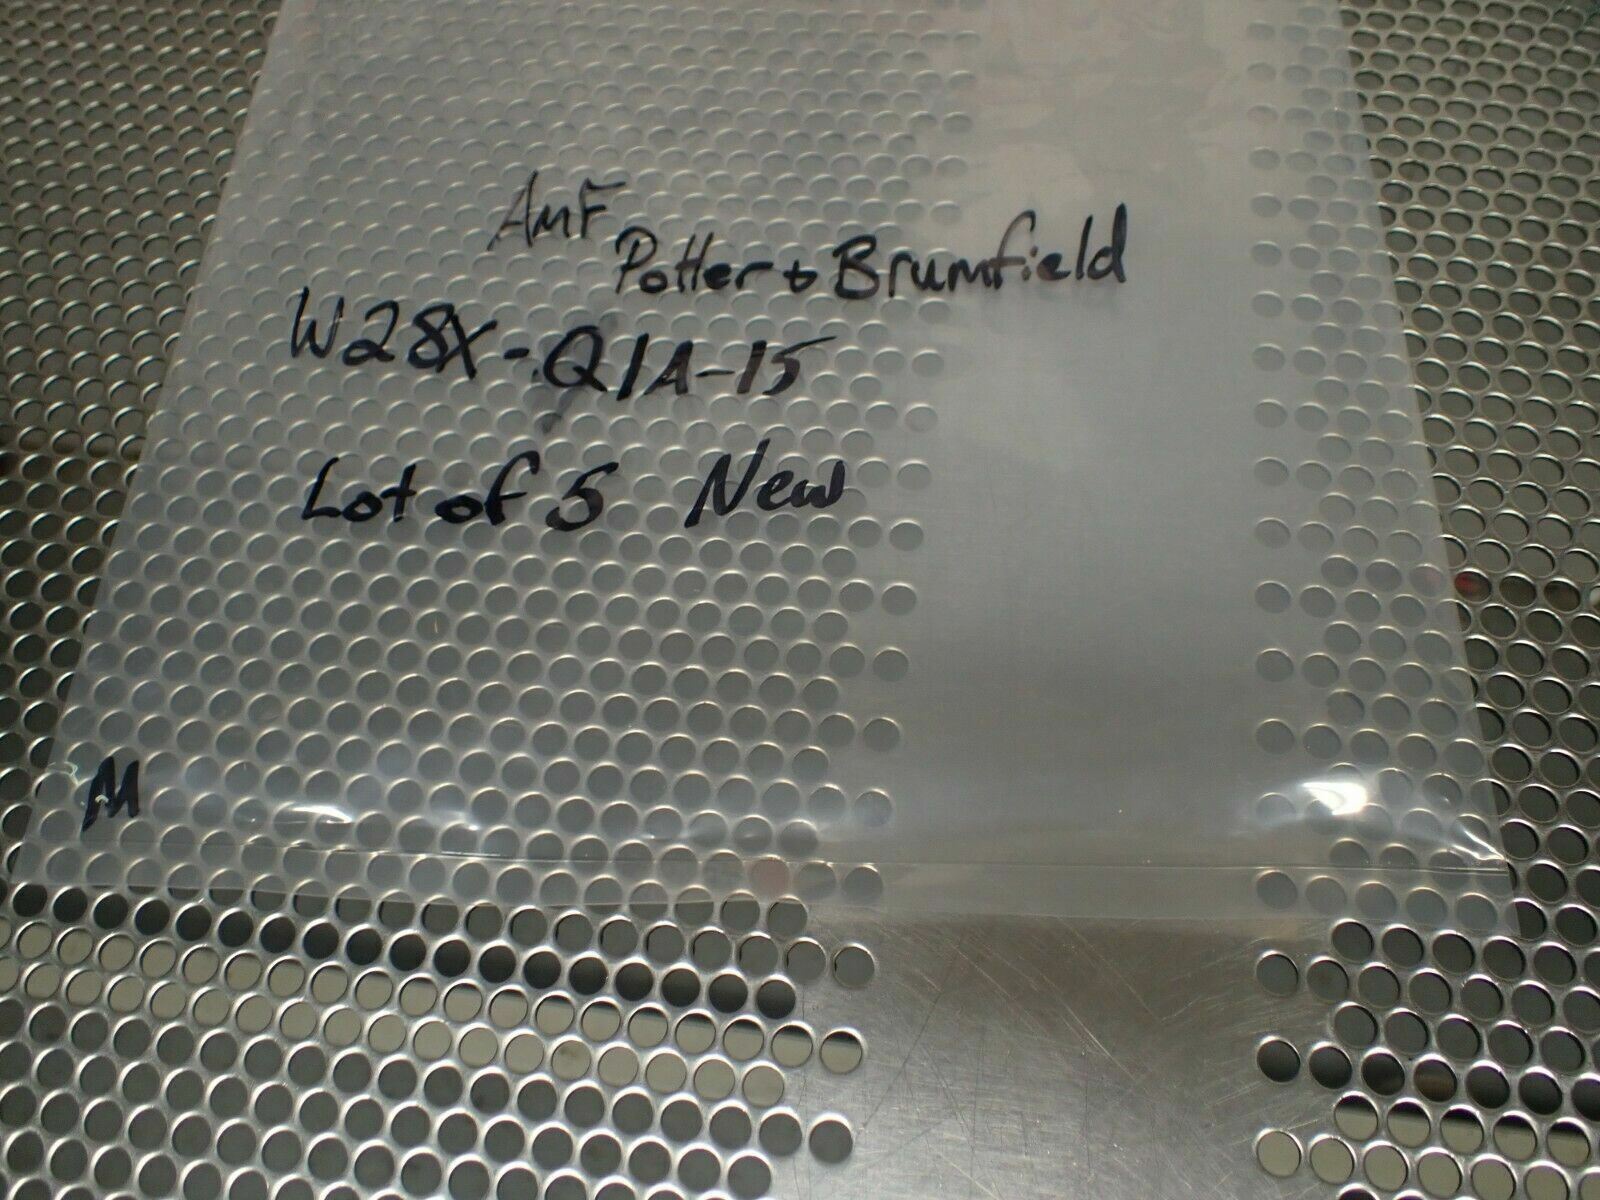 AMF
Potter & Brumfield
W28X-Q1A-15
Lot of 5 New
M